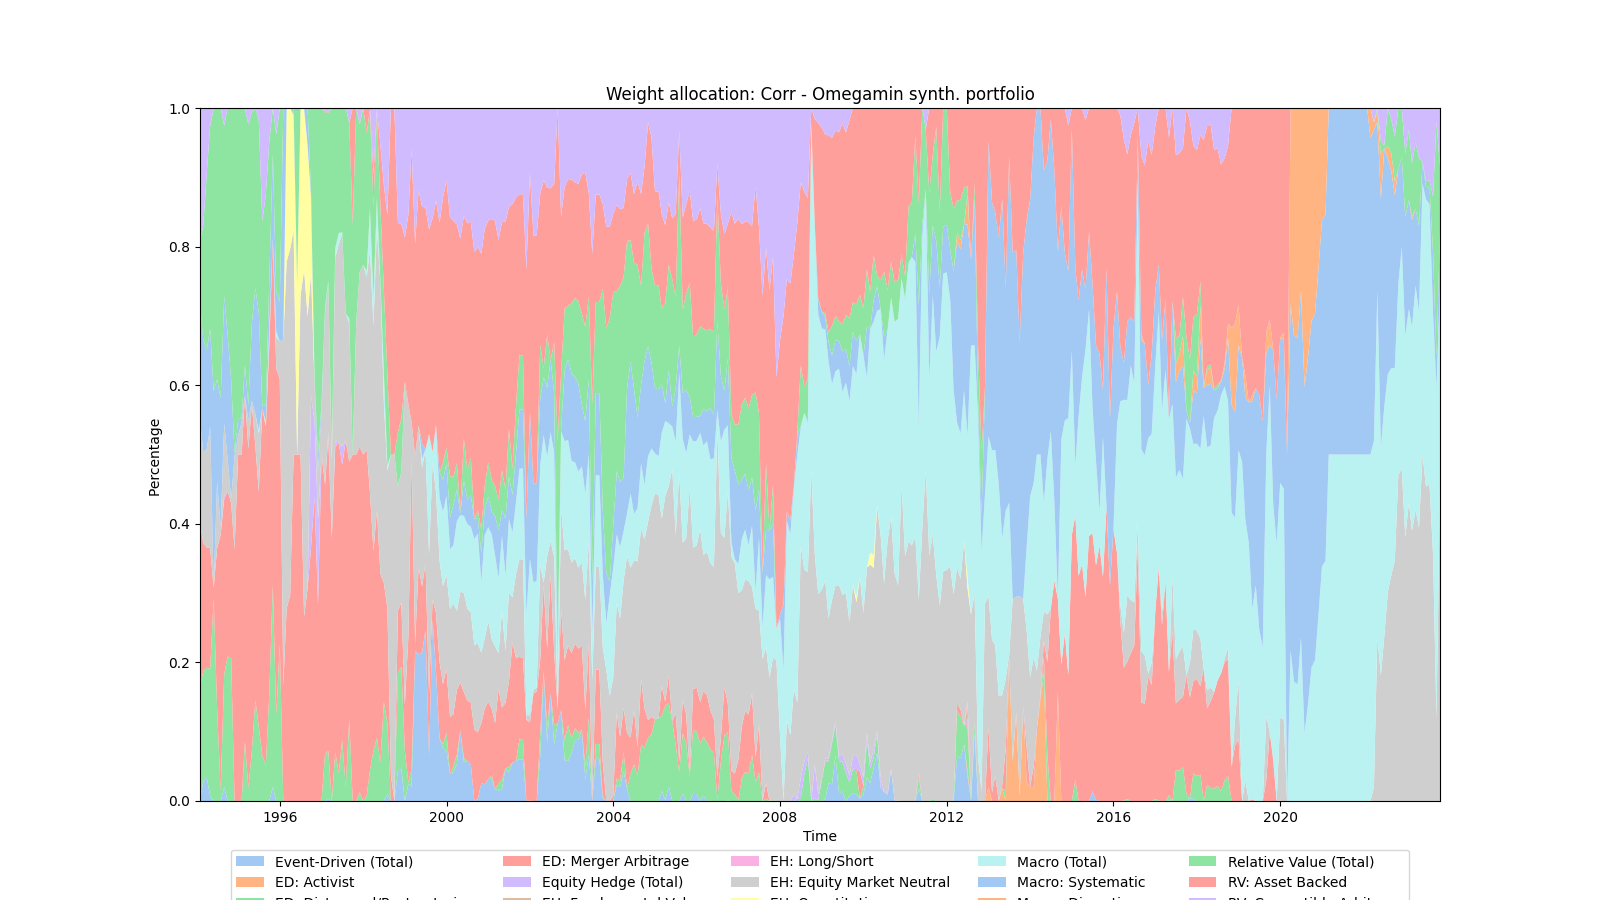 Weight allocation: Corr - Omegamin synth. portfolio
1.0
0.8
0.6
0.4
0.2
0.0
Percentage
1996 2000 2004 2008 2012 2016 2020
Time
Event-Driven (Total) ED: Merger Arbitrage EH: Long/Short Macro (Total) Relative Value (Total)
ED: Activist Equity Hedge (Total) EH: Equity Market Neutral Macro: Systematic RV: Asset Backed